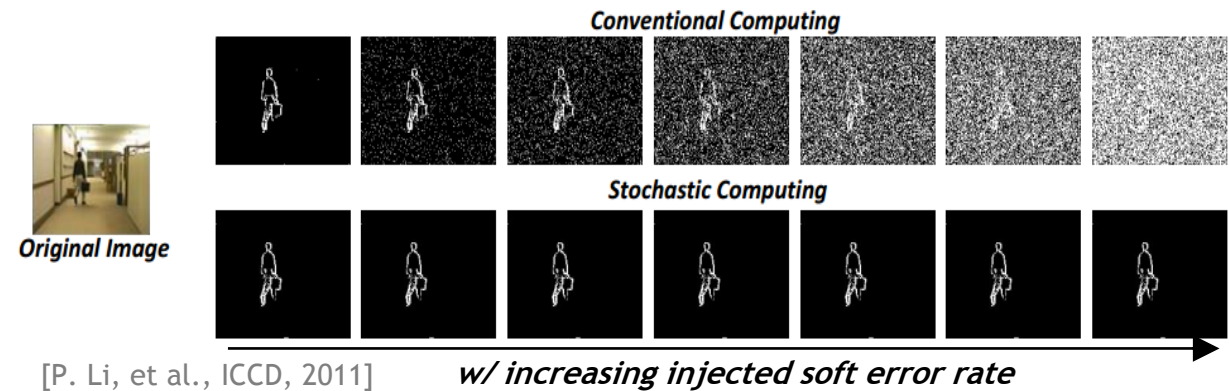 Conventional Computing
Stochastic Computing
Original Image
[P. Li, et al., ICCD, 2011]
w/ increasing injected soft error rate